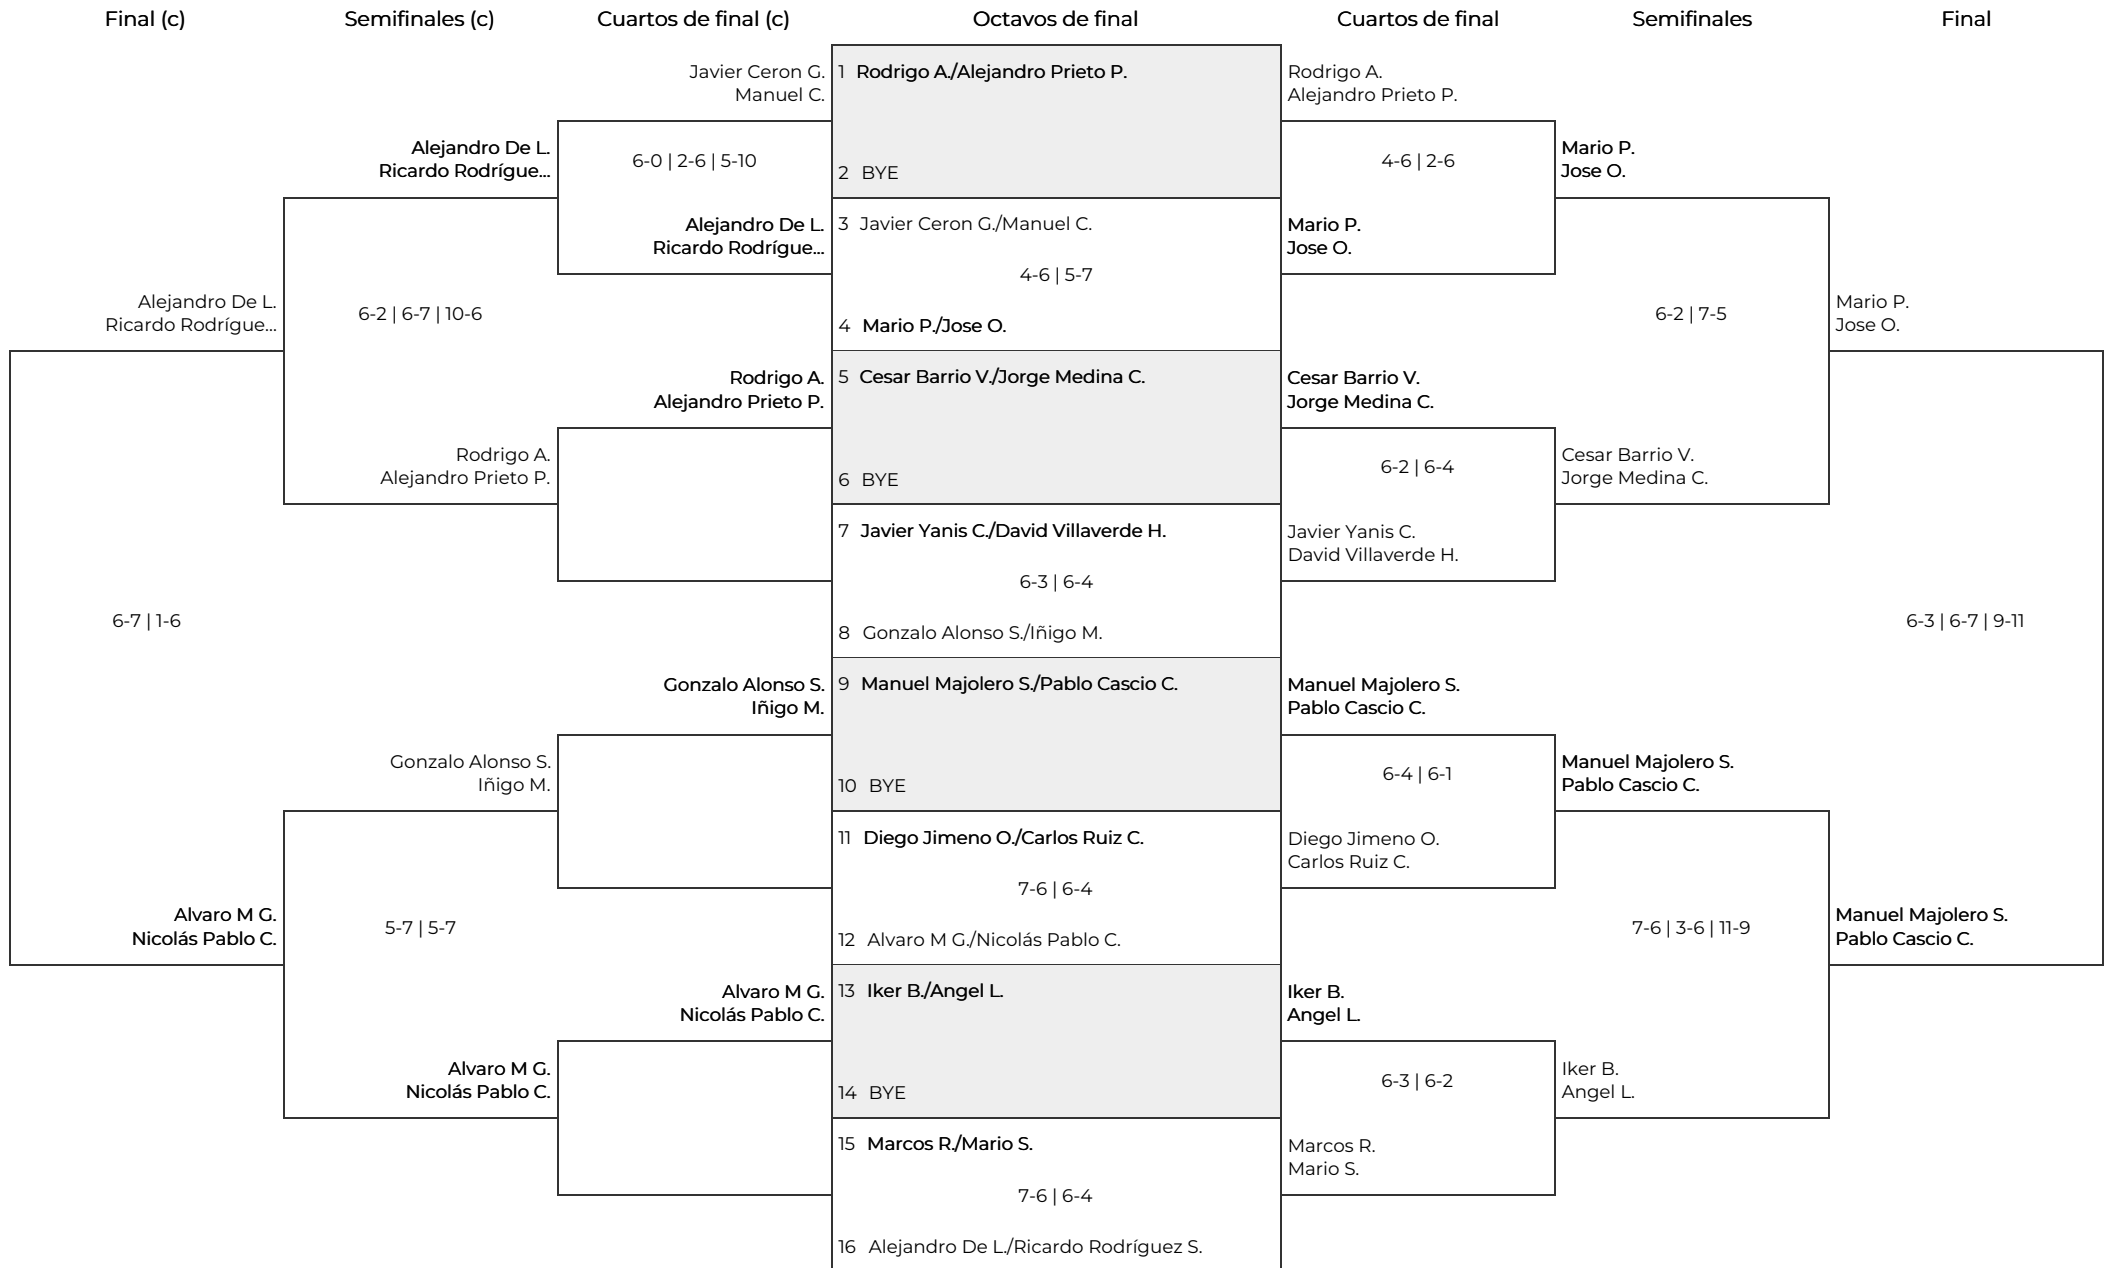 Final (c)
Semifinales (c)
Cuartos de final (c)
Octavos de final
Cuartos de final
Semifinales
Final
Alejandro De L.
Ricardo Rodrígue...
6-7 | 1-6
Alvaro M G.
Nicolás Pablo C.
Alejandro De L.
Ricardo Rodrígue...
6-2 | 6-7 | 10-6
Rodrigo A.
Alejandro Prieto P.
Gonzalo Alonso S.
Iñigo M.
5-7 | 5-7
Alvaro M G.
Nicolás Pablo C.
Javier Ceron G.
Manuel C.
6-0 | 2-6 | 5-10
Alejandro De L.
Ricardo Rodrígue...
Rodrigo A.
Alejandro Prieto P.
Gonzalo Alonso S.
Iñigo M.
Alvaro M G.
Nicolás Pablo C.
1 Rodrigo A./Alejandro Prieto P.
2 BYE
3 Javier Ceron G./Manuel C.
4-6 | 5-7
4 Mario P./Jose O.
5 Cesar Barrio V./Jorge Medina C.
6 BYE
7 Javier Yanis C./David Villaverde H.
6-3 | 6-4
8 Gonzalo Alonso S./Iñigo M.
9 Manuel Majolero S./Pablo Cascio C.
10 BYE
11 Diego Jimeno O./Carlos Ruiz C.
7-6 | 6-4
12 Alvaro M G./Nicolás Pablo C.
13 Iker B./Angel L.
14 BYE
15 Marcos R./Mario S.
7-6 | 6-4
16 Alejandro De L./Ricardo Rodríguez S.
Rodrigo A.
Alejandro Prieto P.
4-6 | 2-6
Mario P.
Jose O.
Cesar Barrio V.
Jorge Medina C.
6-2 | 6-4
Javier Yanis C.
David Villaverde H.
Manuel Majolero S.
Pablo Cascio C.
6-4 | 6-1
Diego Jimeno O.
Carlos Ruiz C.
Iker B.
Angel L.
6-3 | 6-2
Marcos R.
Mario S.
Mario P.
Jose O.
6-2 | 7-5
Cesar Barrio V.
Jorge Medina C.
Manuel Majolero S.
Pablo Cascio C.
7-6 | 3-6 | 11-9
Iker B.
Angel L.
Mario P.
Jose O.
6-3 | 6-7 | 9-11
Manuel Majolero S.
Pablo Cascio C.